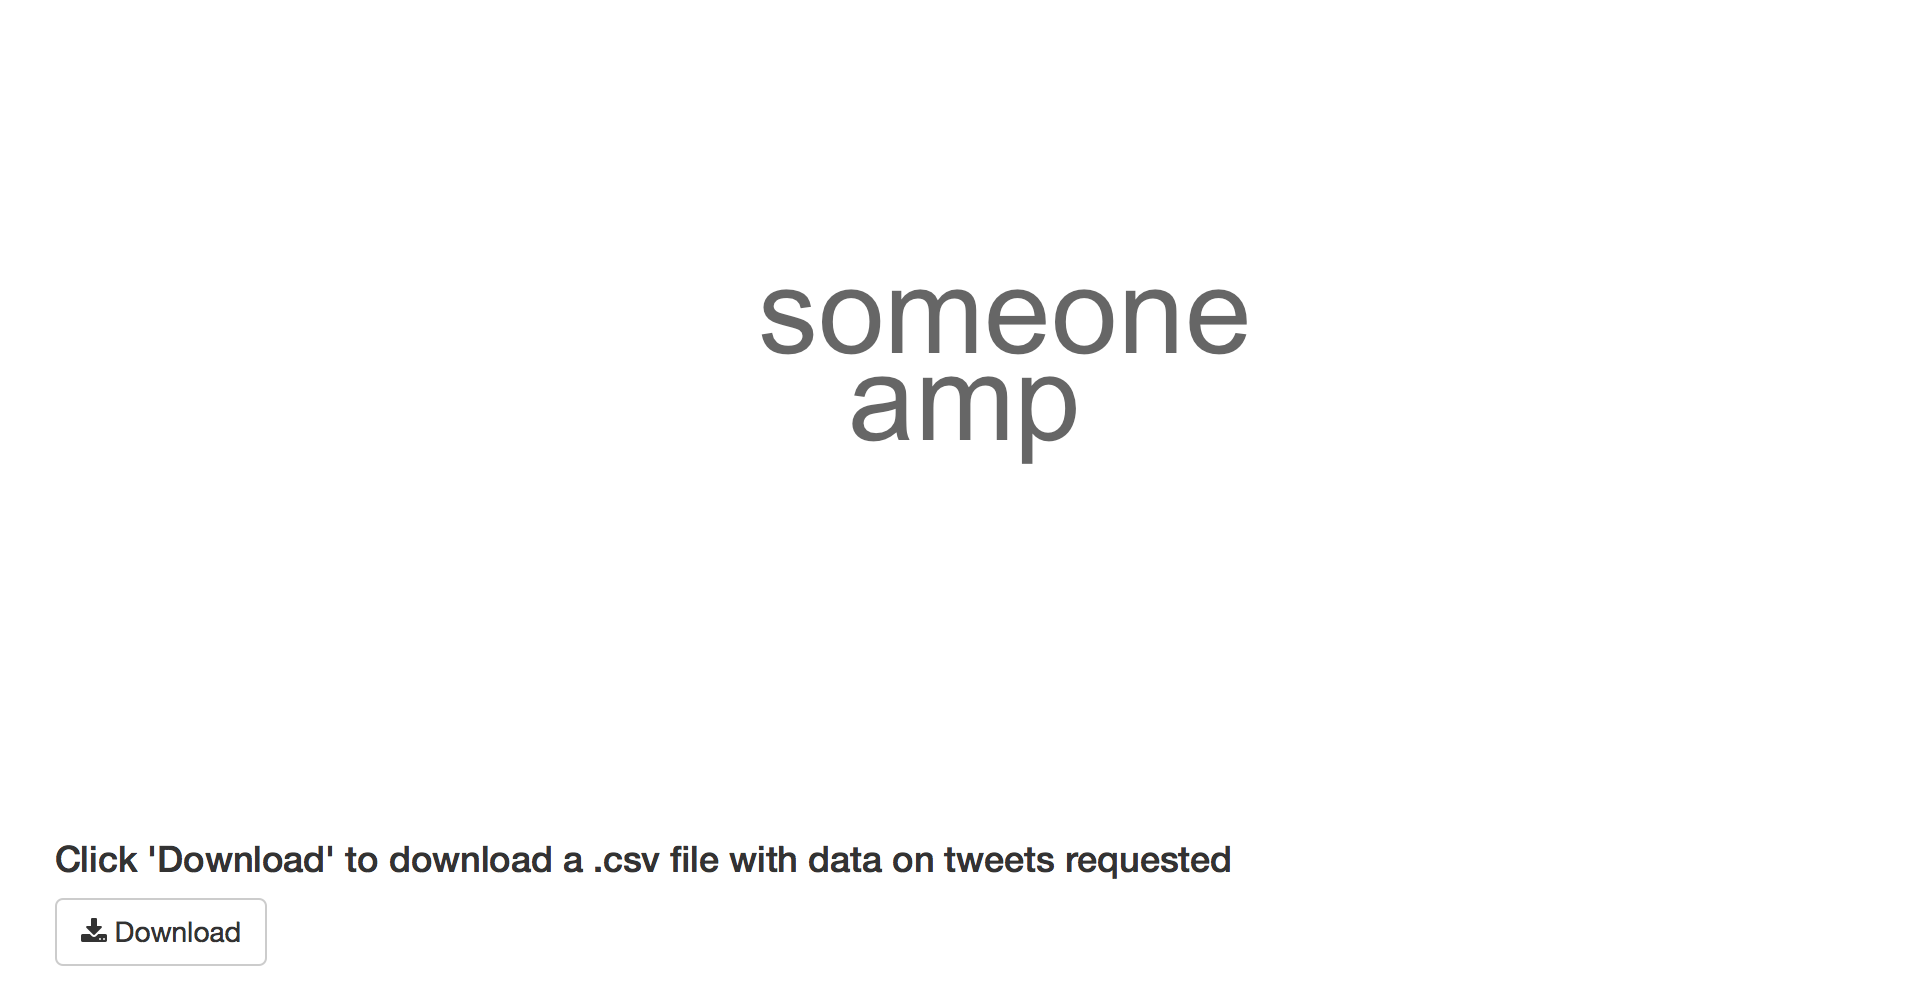 someone
amp
Click 'Download' to download a .csv file with data on tweets requested
Download